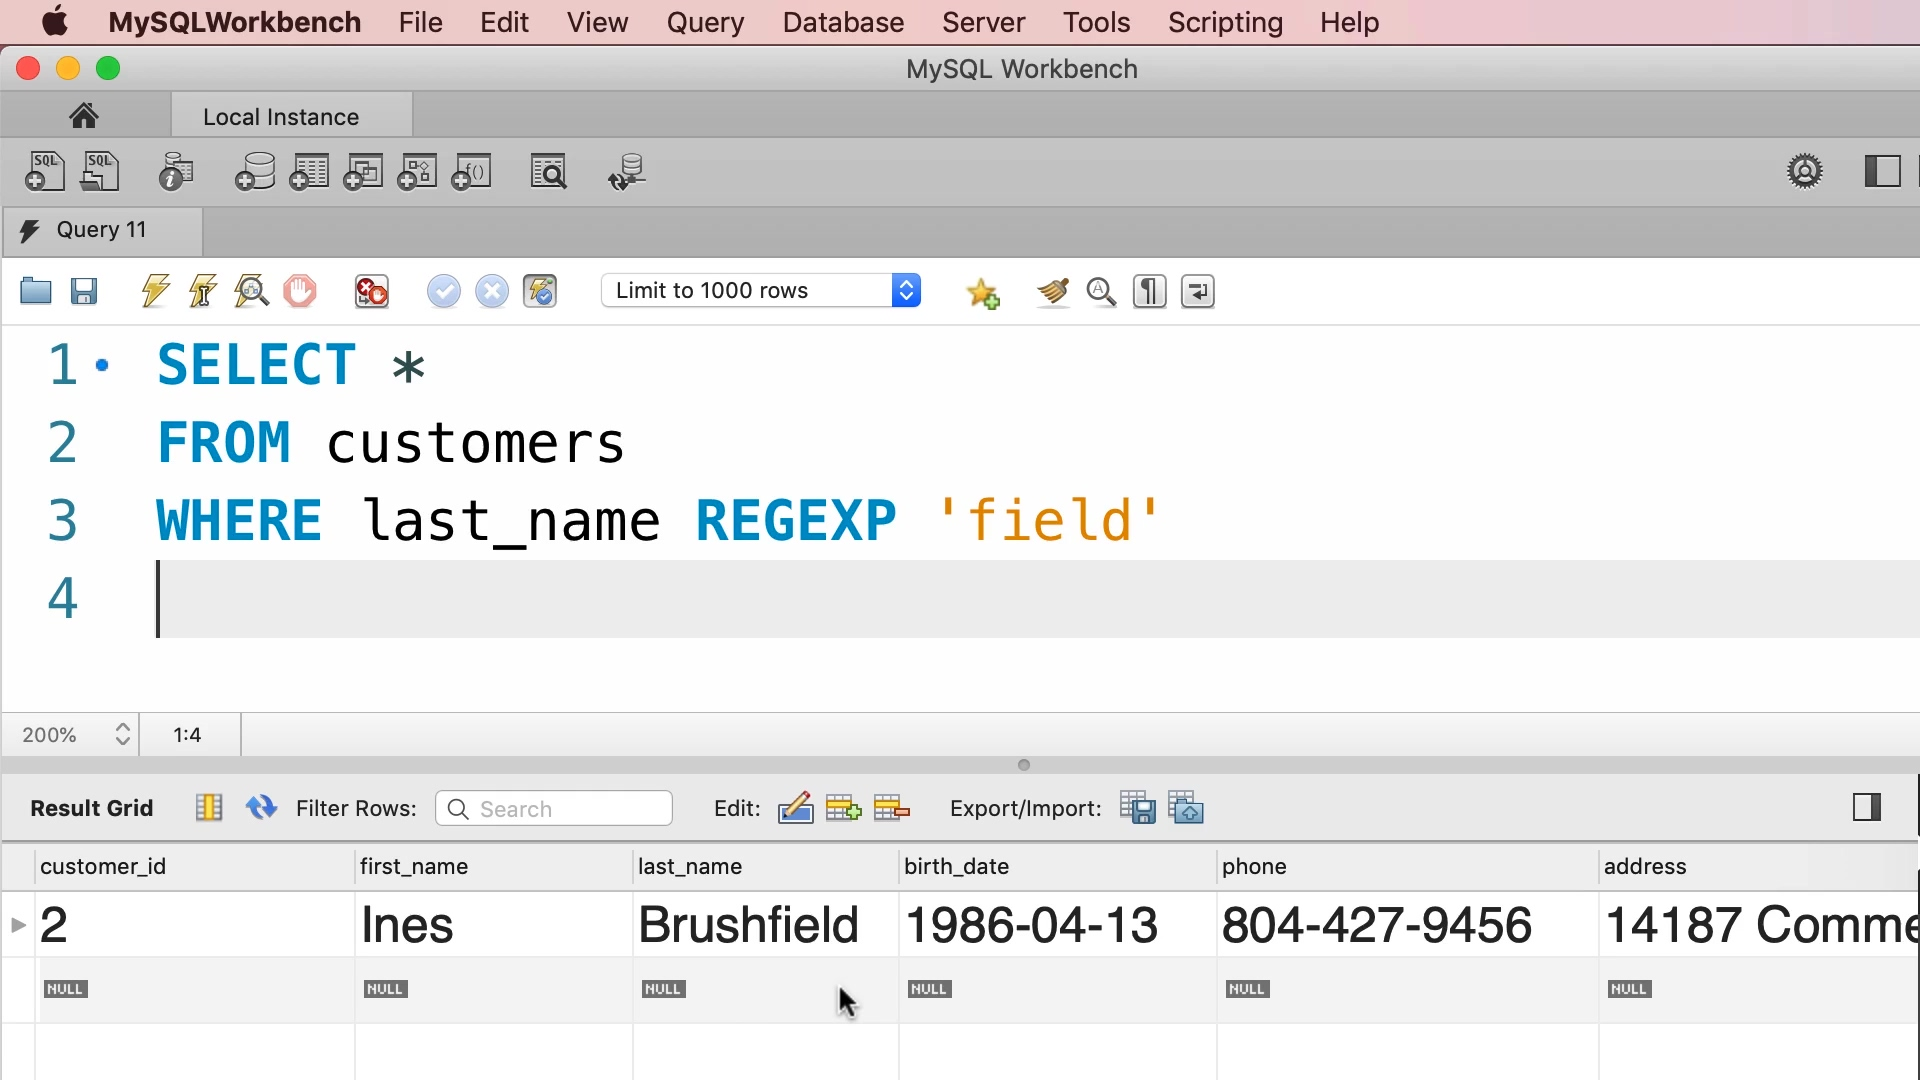 MySQLWorkbench File Edit View Query Database Server Tools Scripting Help
MySQL Workbench
Local Instance
SQL SQL
Query 11
Limit to 1000 rows
1 SELECT *
2 FROM customers
3 WHERE last_name REGEXP 'field'
4
200% 1:4
Result Grid Filter Rows: Search Edit: Export/Import:
customer_id first_name last_name birth_date phone address
2 Ines Brushfield 1986-04-13 804-427-9456 14187 Comme
NULL NULL NULL NULL NULL NULL